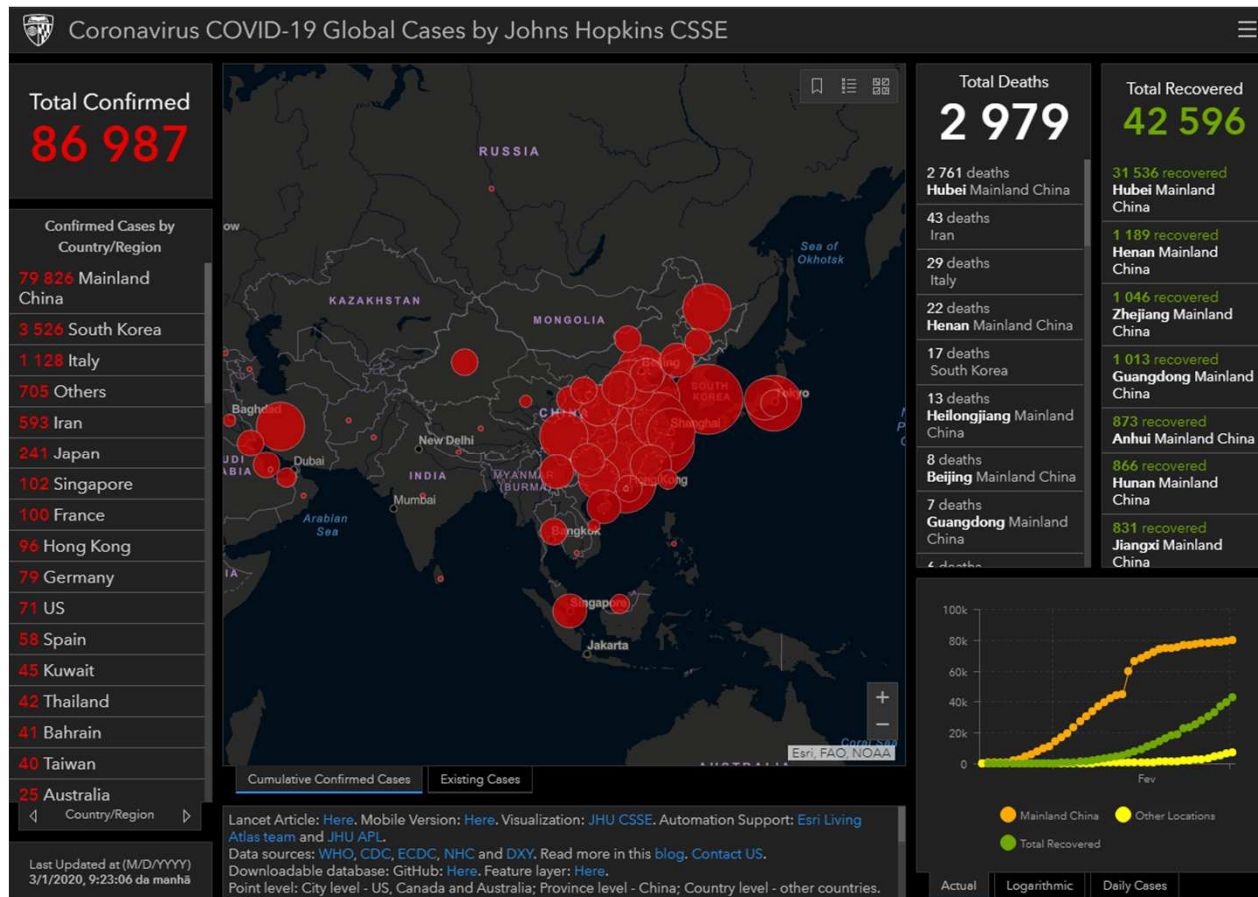 Coronavirus COVID-19 Global Cases by Johns Hopkins CSSE
Total Confirmed
86 987
Confirmed Cases by
Country/Region
79 826 Mainland
China
3 526 South Korea
1 128 Italy
705 Others
593 Iran
241 Japan
102 Singapore
100 France
96 Hong Kong
79 Germany
71 US
58 Spain
45 Kuwait
42 Thailand
41 Bahrain
40 Taiwan
25 Australia
Country/Region
Last Updated at (M/D/YYYY)
3/1/2020, 9:23:06 da manhã
RUSSIA
Sea of
Okhotsk
KAZAKHSTAN
MONGOLIA
Beijing
SOUTH
KOREA
Tokyo
CHINA
Shanghai
Baghdad
New Delhi
Dubai
INDIA
MYANMAR
(BURMA)
Hong Kong
Mumbai
Arabian
Sea
Bangkok
Singapore
Jakarta
Coral Sea
Esri, FAO, NOAA
AUSTRALIA
Cumulative Confirmed Cases
Existing Cases
Lancet Article: Here. Mobile Version: Here. Visualization: JHU CSSE. Automation Support: Esri Living
Atlas team and JHU APL.
Data sources: WHO, CDC, ECDC, NHC and DXY. Read more in this blog. Contact US.
Downloadable database: GitHub: Here. Feature layer: Here.
Point level: City level - US, Canada and Australia; Province level - China; Country level - other countries.
Total Deaths
2 979
2 761 deaths
Hubei Mainland China
43 deaths
Iran
29 deaths
Italy
22 deaths
Henan Mainland China
17 deaths
South Korea
13 deaths
Heilongjiang Mainland
China
8 deaths
Beijing Mainland China
7 deaths
Guangdong Mainland
China
6 deaths
Total Recovered
42 596
31 536 recovered
Hubei Mainland
China
1 189 recovered
Henan Mainland
China
1 046 recovered
Zhejiang Mainland
China
1 013 recovered
Guangdong Mainland
China
873 recovered
Anhui Mainland China
866 recovered
Hunan Mainland
China
831 recovered
Jiangxi Mainland
China
100k
80k
60k
40k
20k
0
Fev
Mainland China
Other Locations
Total Recovered
Actual
Logarithmic
Daily Cases